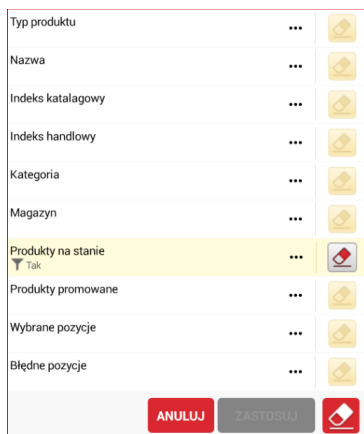 Typ produktu
Nazwa
Indeks katalagowy
Indeks handlowy
Kategoria
Magazyn
Produkty na stanie
Tak
Produkty promowane
Wybrane pozycje
Błędne pozycje
ANULUJ ZASTOSUJ